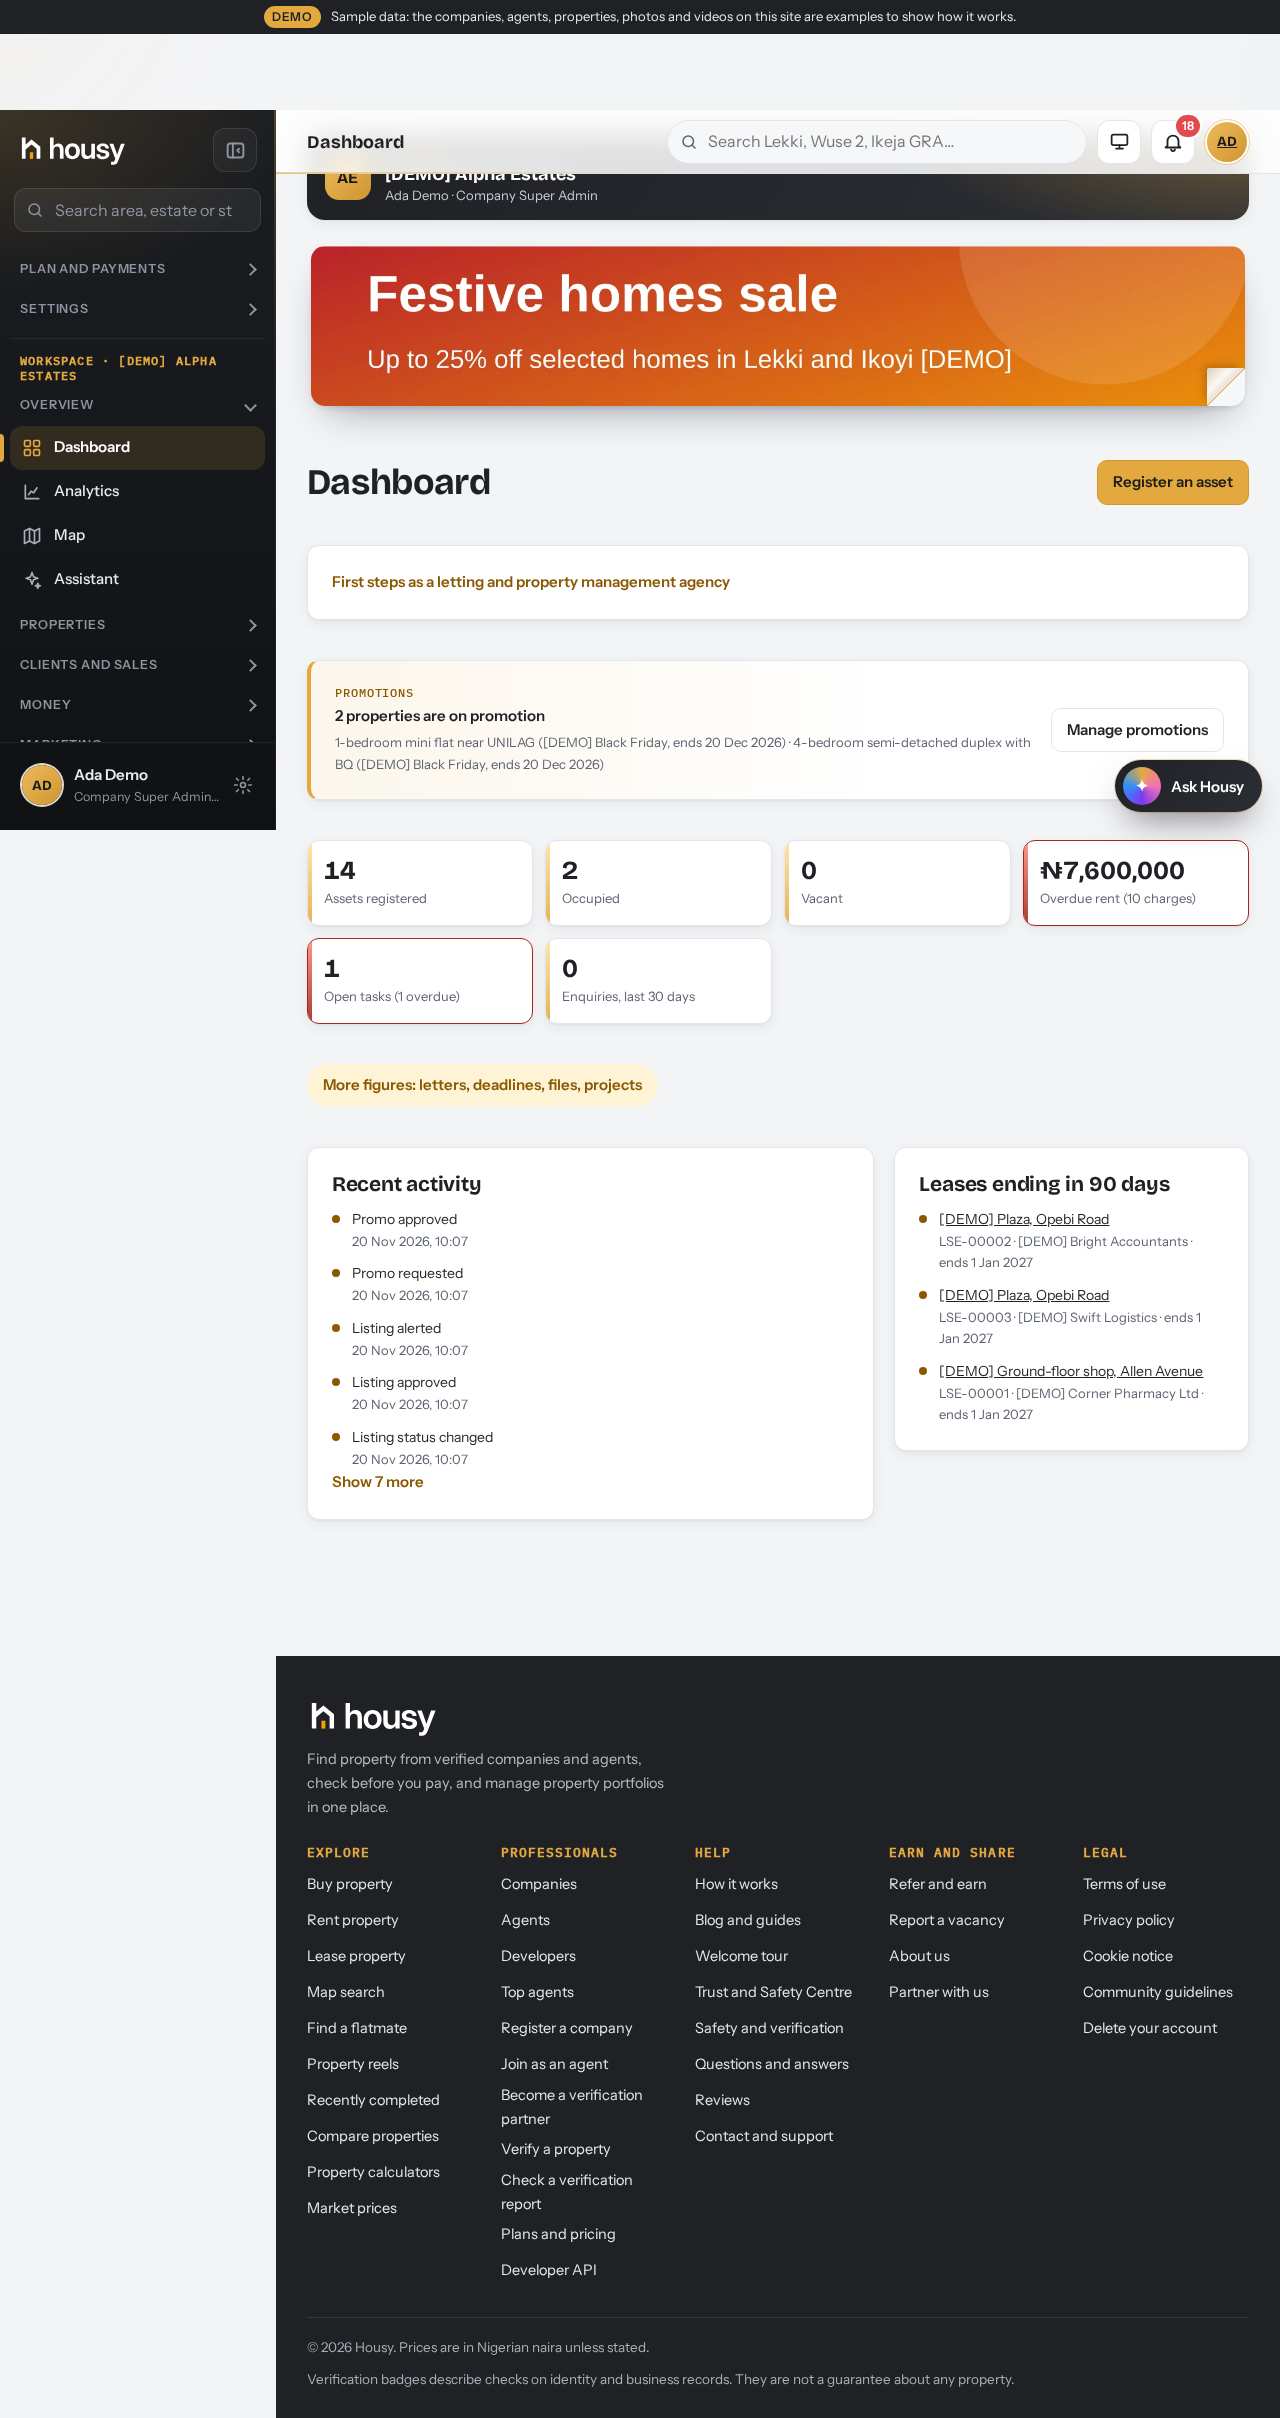 DEMO Sample data: the companies, agents, properties, photos and videos on this site are examples to show how it works.
housy
Search area, estate or st
PLAN AND PAYMENTS
SETTINGS
WORKSPACE · [DEMO] ALPHA
ESTATES
OVERVIEW
Dashboard
Analytics
Map
Assistant
PROPERTIES
CLIENTS AND SALES
MONEY
MARKETING
AD
Ada Demo
Company Super Admin...
Dashboard
Search Lekki, Wuse 2, Ikeja GRA...
18
AD
AE
[DEMO] Alpha Estates
Ada Demo · Company Super Admin
Festive homes sale
Up to 25% off selected homes in Lekki and Ikoyi [DEMO]
Dashboard
Register an asset
First steps as a letting and property management agency
PROMOTIONS
2 properties are on promotion
1-bedroom mini flat near UNILAG ([DEMO] Black Friday, ends 20 Dec 2026) · 4-bedroom semi-detached duplex with
BQ ([DEMO] Black Friday, ends 20 Dec 2026)
Manage promotions
Ask Housy
14
Assets registered
2
Occupied
0
Vacant
₦7,600,000
Overdue rent (10 charges)
1
Open tasks (1 overdue)
0
Enquiries, last 30 days
More figures: letters, deadlines, files, projects
Recent activity
Promo approved
20 Nov 2026, 10:07
Promo requested
20 Nov 2026, 10:07
Listing alerted
20 Nov 2026, 10:07
Listing approved
20 Nov 2026, 10:07
Listing status changed
20 Nov 2026, 10:07
Show 7 more
Leases ending in 90 days
[DEMO] Plaza, Opebi Road
LSE-00002 · [DEMO] Bright Accountants ·
ends 1 Jan 2027
[DEMO] Plaza, Opebi Road
LSE-00003 · [DEMO] Swift Logistics · ends 1
Jan 2027
[DEMO] Ground-floor shop, Allen Avenue
LSE-00001 · [DEMO] Corner Pharmacy Ltd ·
ends 1 Jan 2027
housy
Find property from verified companies and agents,
check before you pay, and manage property portfolios
in one place.
EXPLORE
Buy property
Rent property
Lease property
Map search
Find a flatmate
Property reels
Recently completed
Compare properties
Property calculators
Market prices
PROFESSIONALS
Companies
Agents
Developers
Top agents
Register a company
Join as an agent
Become a verification
partner
Verify a property
Check a verification
report
Plans and pricing
Developer API
HELP
How it works
Blog and guides
Welcome tour
Trust and Safety Centre
Safety and verification
Questions and answers
Reviews
Contact and support
EARN AND SHARE
Refer and earn
Report a vacancy
About us
Partner with us
LEGAL
Terms of use
Privacy policy
Cookie notice
Community guidelines
Delete your account
© 2026 Housy. Prices are in Nigerian naira unless stated.
Verification badges describe checks on identity and business records. They are not a guarantee about any property.